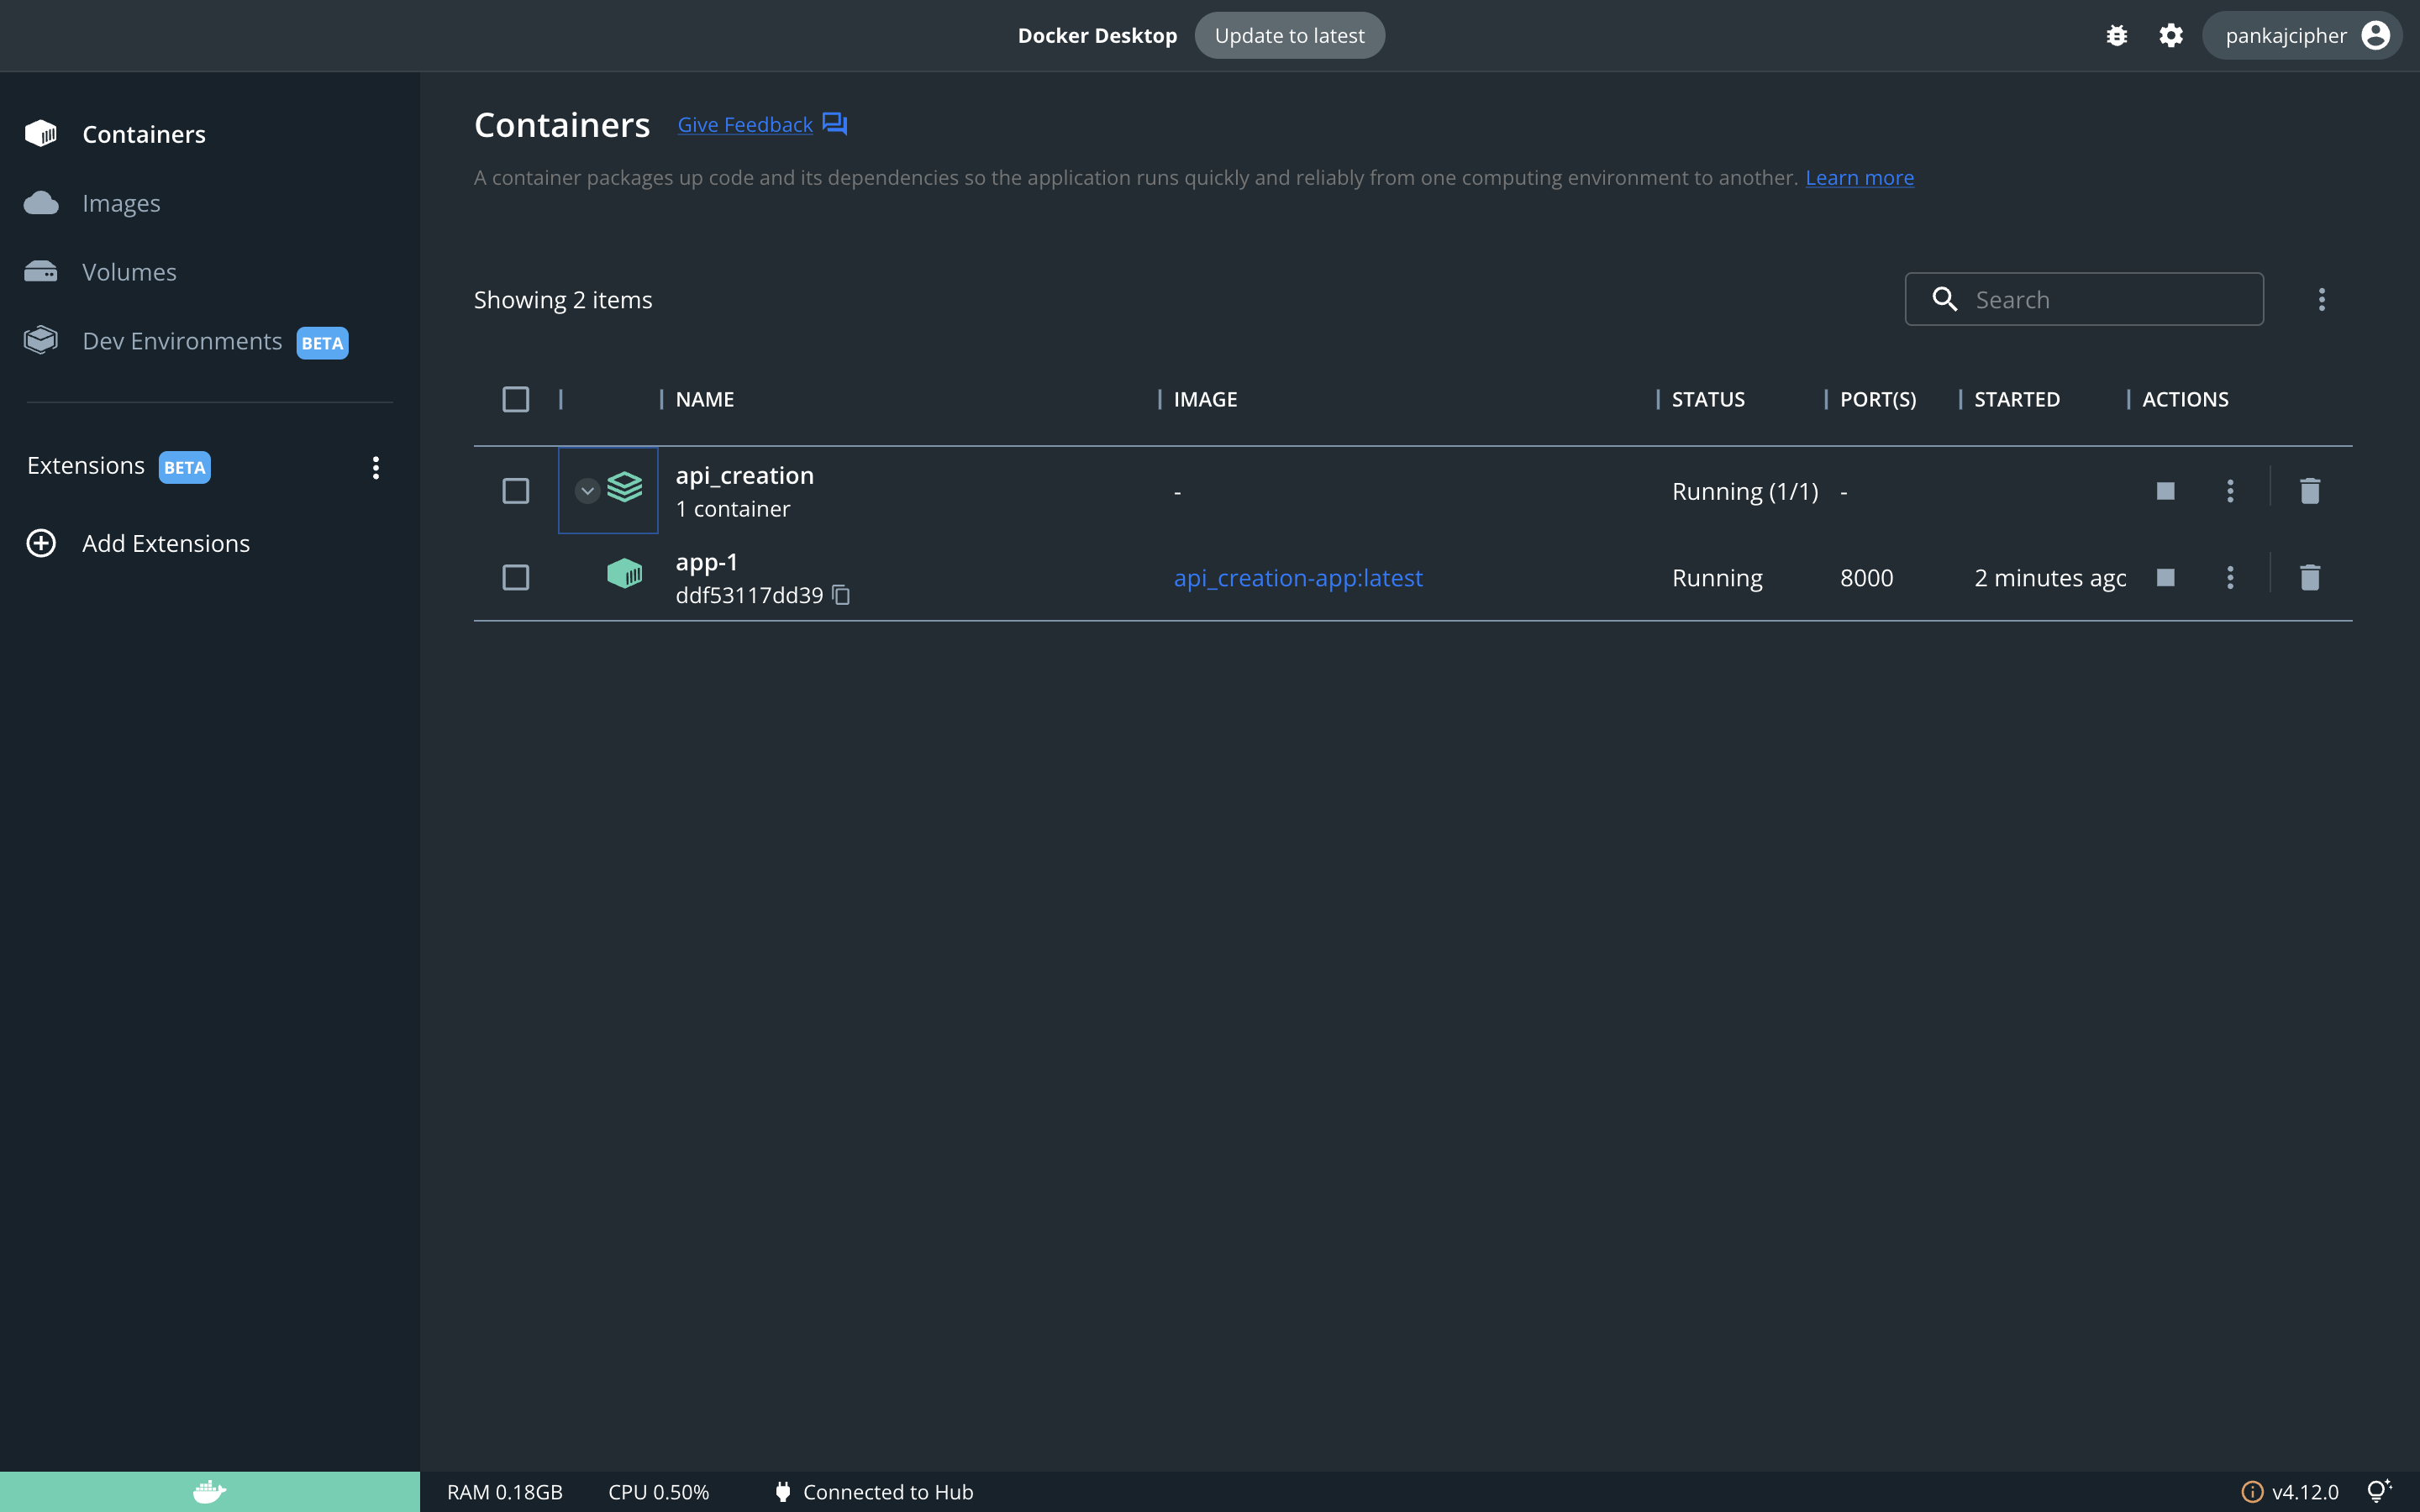 Docker Desktop Update to latest pankajcipher
Containers
Images
Volumes
Dev Environments BETA
Extensions BETA
Add Extensions
Containers Give Feedback
A container packages up code and its dependencies so the application runs quickly and reliably from one computing environment to another. Learn more
Showing 2 items Search
NAME IMAGE STATUS PORT(S) STARTED ACTIONS
api_creation - Running (1/1) -
1 container
app-1 api_creation-app:latest Running 8000 2 minutes agc
ddf53117dd39
RAM 0.18GB CPU 0.50% Connected to Hub v4.12.0